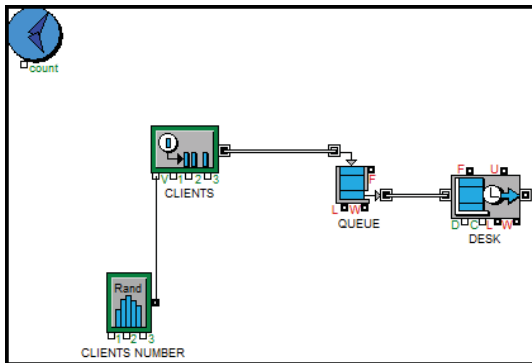 count
V 1 2 3
CLIENTS
F
L W
QUEUE
F U
D C L W
DESK
Rand
1 2 3
CLIENTS NUMBER